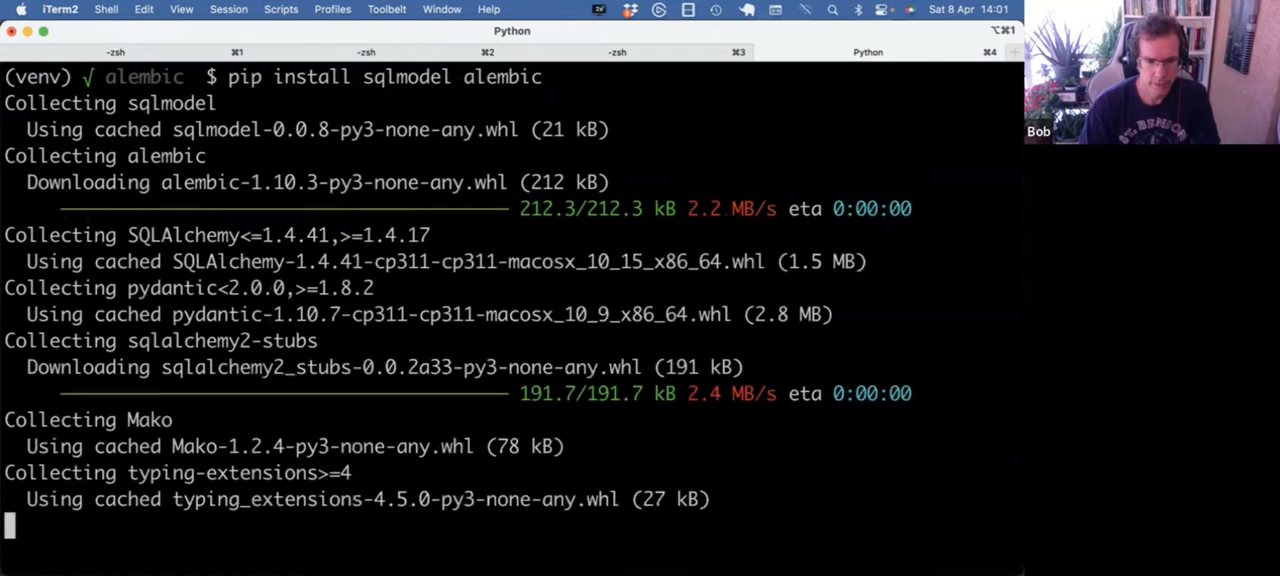 iTerm2 Shell Edit View Session Scripts Profiles Toolbelt Window Help Sat 8 Apr 14:01
Python ⌥⌘1
-zsh ⌘1 -zsh ⌘2 -zsh ⌘3 Python ⌘4
(venv) √ alembic $ pip install sqlmodel alembic
Collecting sqlmodel
Using cached sqlmodel-0.0.8-py3-none-any.whl (21 kB)
Collecting alembic
Downloading alembic-1.10.3-py3-none-any.whl (212 kB)
212.3/212.3 kB 2.2 MB/s eta 0:00:00
Collecting SQLAlchemy<=1.4.41,>=1.4.17
Using cached SQLAlchemy-1.4.41-cp311-cp311-macosx_10_15_x86_64.whl (1.5 MB)
Collecting pydantic<2.0.0,>=1.8.2
Using cached pydantic-1.10.7-cp311-cp311-macosx_10_9_x86_64.whl (2.8 MB)
Collecting sqlalchemy2-stubs
Downloading sqlalchemy2_stubs-0.0.2a33-py3-none-any.whl (191 kB)
191.7/191.7 kB 2.4 MB/s eta 0:00:00
Collecting Mako
Using cached Mako-1.2.4-py3-none-any.whl (78 kB)
Collecting typing-extensions>=4
Using cached typing_extensions-4.5.0-py3-none-any.whl (27 kB)
Bob